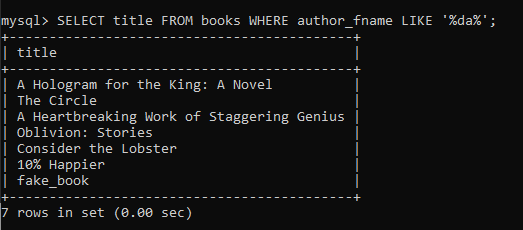 mysql> SELECT title FROM books WHERE author_fname LIKE '%da%';
+------------------------------------------+
| title                                    |
+------------------------------------------+
| A Hologram for the King: A Novel         |
| The Circle                               |
| A Heartbreaking Work of Staggering Genius |
| Oblivion: Stories                        |
| Consider the Lobster                     |
| 10% Happier                              |
| fake_book                                |
+------------------------------------------+
7 rows in set (0.00 sec)